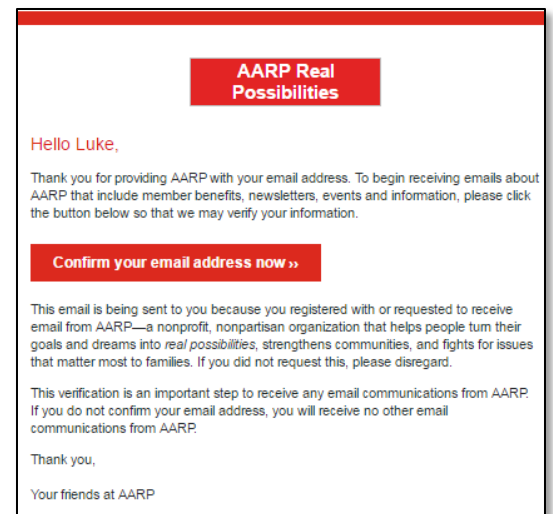 AARP Real
Possibilities
Hello Luke,
Thank you for providing AARP with your email address. To begin receiving emails about
AARP that include member benefits, newsletters, events and information, please click
the button below so that we may verify your information.
Confirm your email address now ››
This email is being sent to you because you registered with or requested to receive
email from AARP—a nonprofit, nonpartisan organization that helps people turn their
goals and dreams into real possibilities, strengthens communities, and fights for issues
that matter most to families. If you did not request this, please disregard.
This verification is an important step to receive any email communications from AARP.
If you do not confirm your email address, you will receive no other email
communications from AARP.
Thank you,
Your friends at AARP